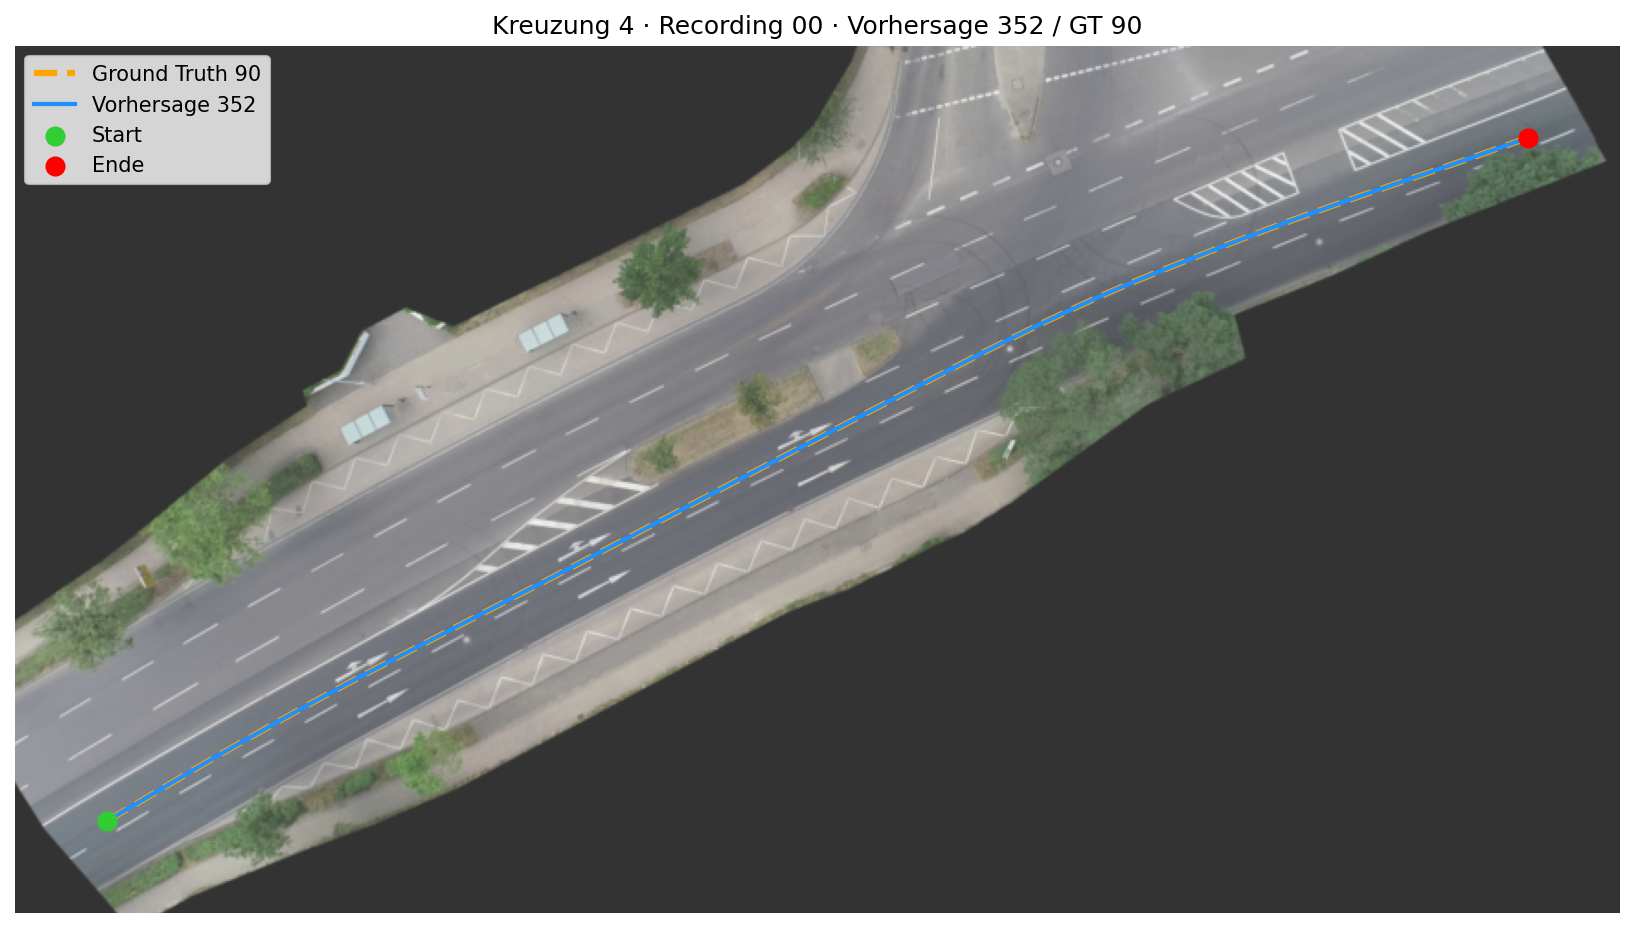 Kreuzung 4 · Recording 00 · Vorhersage 352 / GT 90
Ground Truth 90
Vorhersage 352
Start
Ende